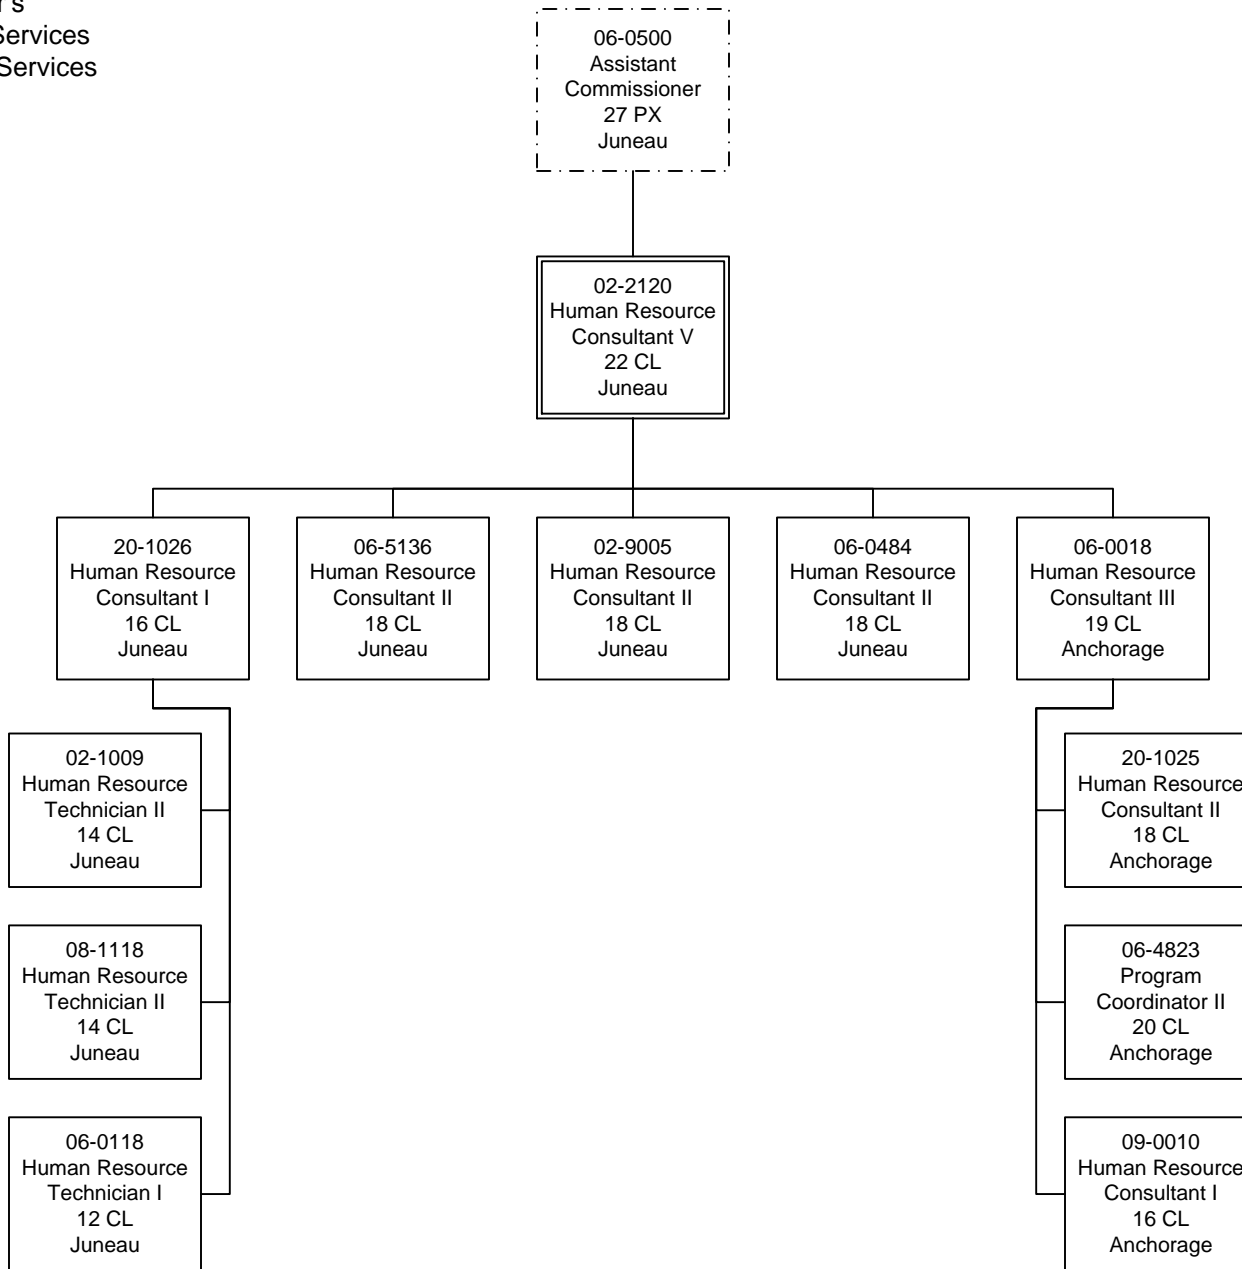 Services
Services
06-0500
Assistant
Commissioner
27 PX
Juneau
02-2120
Human Resource
Consultant V
22 CL
Juneau
20-1026
Human Resource
Consultant I
16 CL
Juneau
06-5136
Human Resource
Consultant II
18 CL
Juneau
02-9005
Human Resource
Consultant II
18 CL
Juneau
06-0484
Human Resource
Consultant II
18 CL
Juneau
06-0018
Human Resource
Consultant III
19 CL
Anchorage
02-1009
Human Resource
Technician II
14 CL
Juneau
08-1118
Human Resource
Technician II
14 CL
Juneau
06-0118
Human Resource
Technician I
12 CL
Juneau
20-1025
Human Resource
Consultant II
18 CL
Anchorage
06-4823
Program
Coordinator II
20 CL
Anchorage
09-0010
Human Resource
Consultant I
16 CL
Anchorage